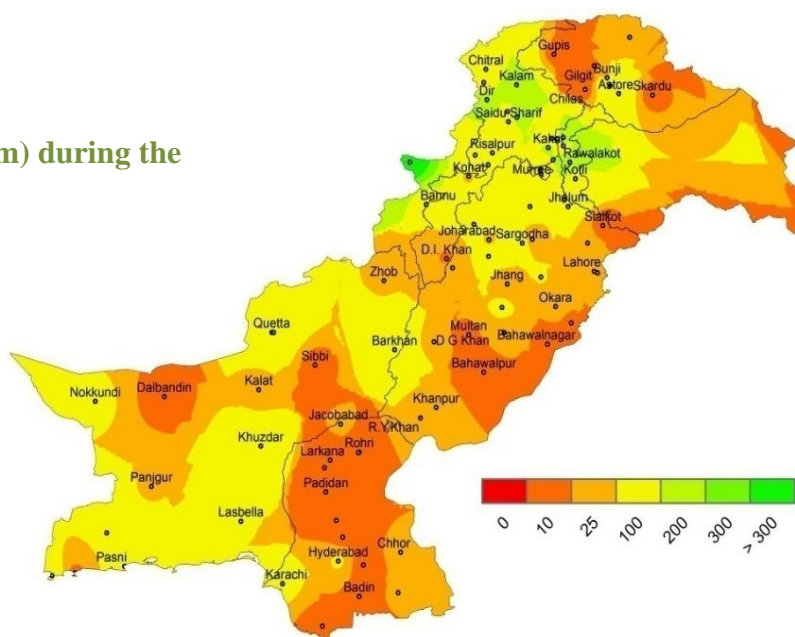 m) during the
Gupis
Chitral
Gilgit
Bunji
Kalam
Astore
Skardu
Dir
Chilas
Saidu Sharif
Kakul
Risalpur
Rawalakot
Kohat
Murree
Kotli
Bannu
Jhelum
Sialkot
Joharabad
Sargodha
D.I. Khan
Lahore
Zhob
Jhang
Okara
Quetta
Multan
Barkhan
D G Khan
Bahawalnagar
Sibbi
Bahawalpur
Nokkundi
Dalbandin
Kalat
Khanpur
Jacobabad
R.Y.Khan
Khuzdar
Rohri
Larkana
Panjgur
Padidan
Lasbella
Hyderabad
Chhor
Pasni
Karachi
Badin
0
10
25
100
200
300
> 300